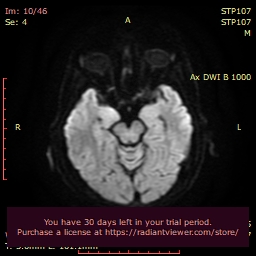 Im: 10/46
Se: 4
A
STP107
STP107
M
Ax DWI B 1000
R
L
You have 30 days left in your trial period.
Purchase a license at https://radiantviewer.com/store/